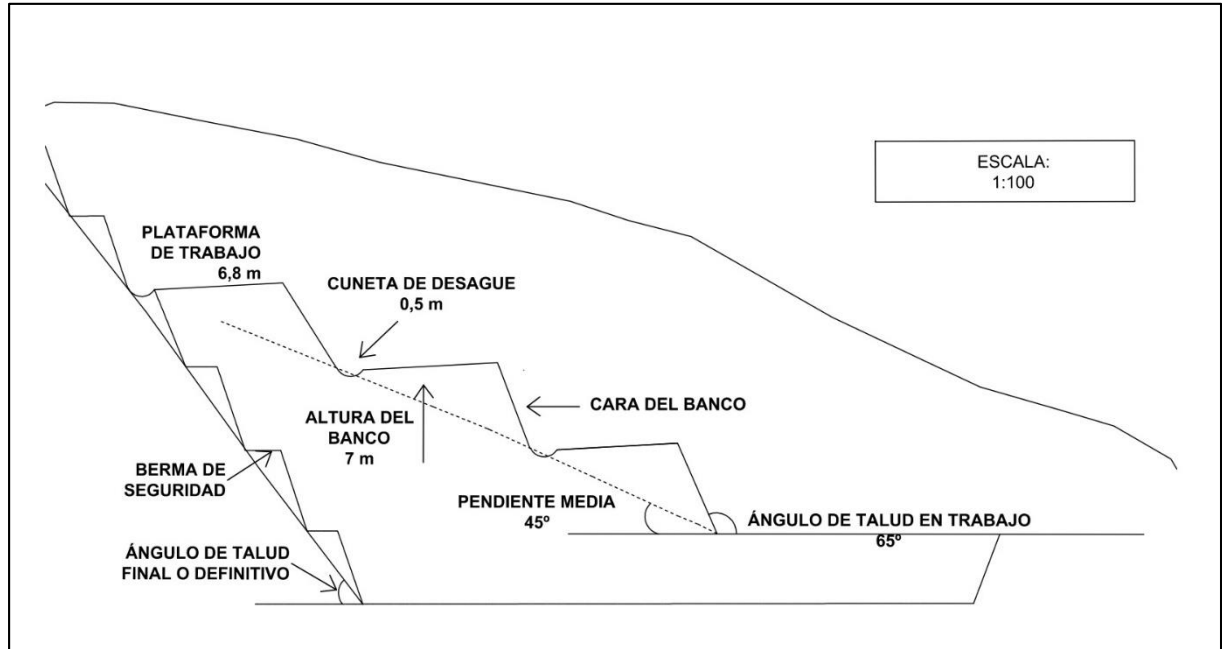 ESCALA:
1:100
PLATAFORMA
DE TRABAJO
6,8 m
CUNETA DE DESAGUE
0,5 m
CARA DEL BANCO
ALTURA DEL
BANCO
7 m
BERMA DE
SEGURIDAD
PENDIENTE MEDIA
45º
ÁNGULO DE TALUD EN TRABAJO
65º
ÁNGULO DE TALUD
FINAL O DEFINITIVO